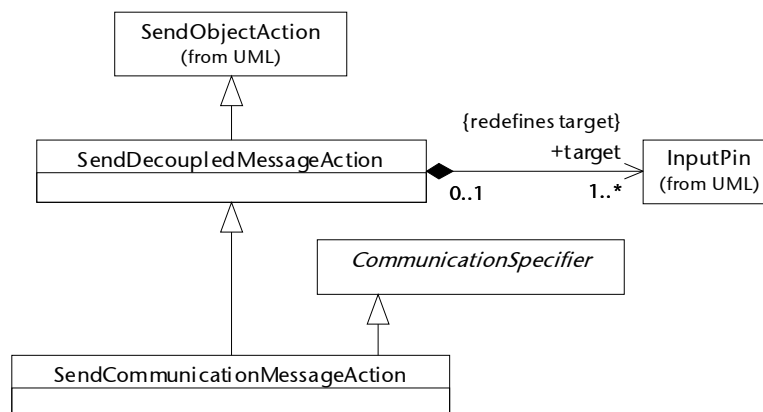 SendObjectAction
(from UML)
{redefines target}
SendDecoupledMessageAction
+target
InputPin
(from UML)
0..1
1..*
CommunicationSpecifier
SendCommunicationMessageAction